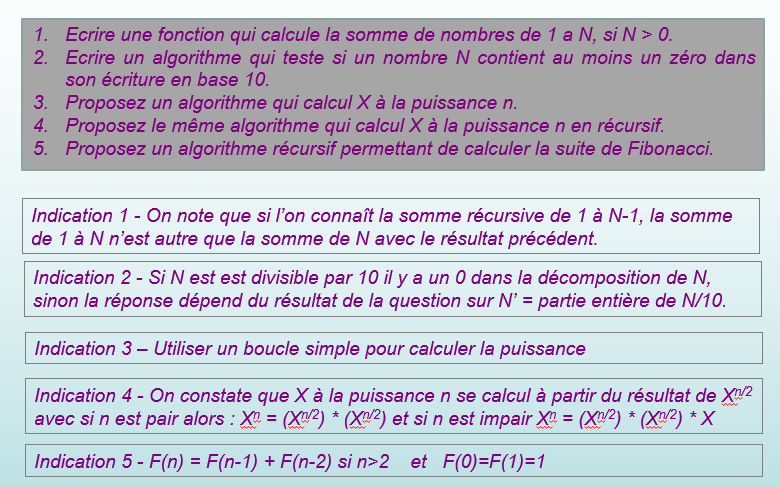 1. Ecrire une fonction qui calcule la somme de nombres de 1 a N, si N > 0.
2. Ecrire un algorithme qui teste si un nombre N contient au moins un zéro dans
son écriture en base 10.
3. Proposez un algorithme qui calcul X à la puissance n.
4. Proposez le même algorithme qui calcul X à la puissance n en récursif.
5. Proposez un algorithme récursif permettant de calculer la suite de Fibonacci.
Indication 1 - On note que si l'on connaît la somme récursive de 1 à N-1, la somme
de 1 à N n'est autre que la somme de N avec le résultat précédent.
Indication 2 - Si N est est divisible par 10 il y a un 0 dans la décomposition de N,
sinon la réponse dépend du résultat de la question sur N' = partie entière de N/10.
Indication 3 – Utiliser un boucle simple pour calculer la puissance
Indication 4 - On constate que X à la puissance n se calcul à partir du résultat de Xⁿ/²
avec si n est pair alors : Xⁿ = (Xⁿ/²) * (Xⁿ/²) et si n est impair Xⁿ = (Xⁿ/²) * (Xⁿ/²) * X
Indication 5 - F(n) = F(n-1) + F(n-2) si n>2 et F(0)=F(1)=1